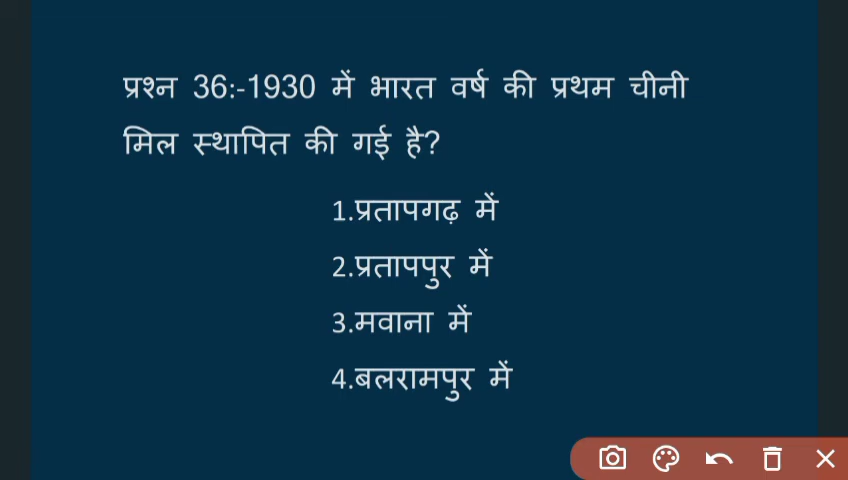 प्रश्न 36:-1930 में भारत वर्ष की प्रथम चीनी
मिल स्थापित की गई है?
1.प्रतापगढ़ में
2.प्रतापपुर में
3.मवाना में
4.बलरामपुर में